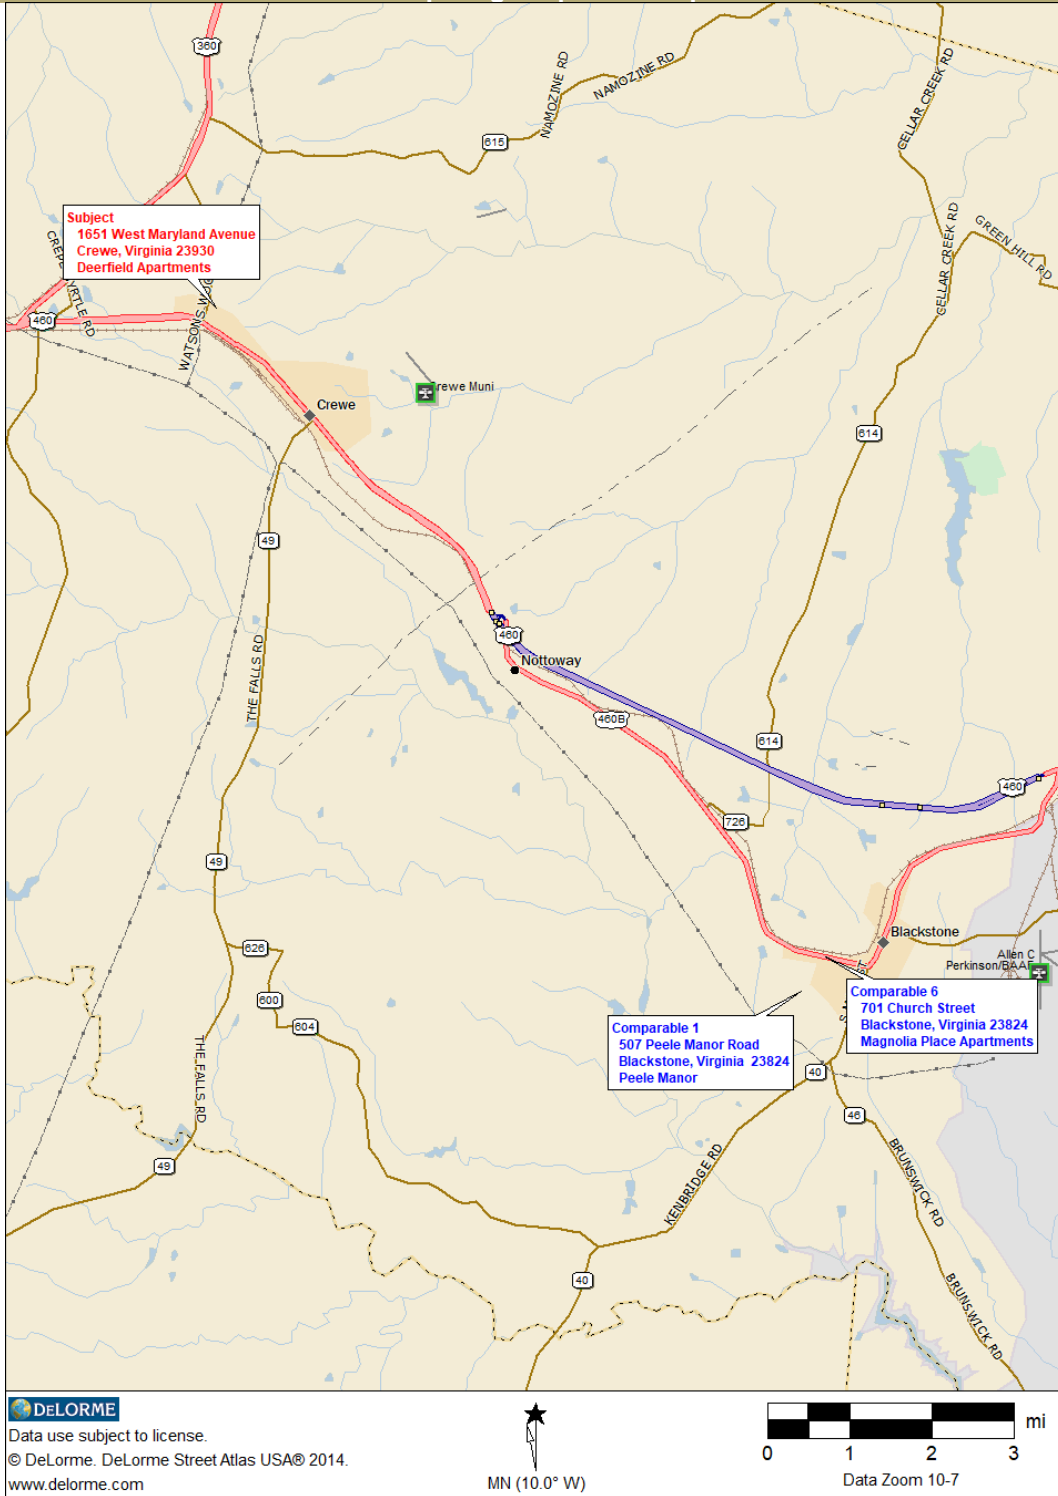 360
NAMOZINE RD
NAMOZINE RD
CELLAR CREEK RD
615
Subject
1651 West Maryland Avenue
Crewe, Virginia 23930
Deerfield Apartments
CELLAR CREEK RD
GREEN HILL RD
460
RD
WATSONS
Crewe Muni
Crewe
614
49
THE FALLS RD
460
Nottoway
460B
614
460
726
49
626
Blackstone
Allen C
Perkinson/BAAF
600
604
Comparable 6
701 Church Street
Blackstone, Virginia 23824
Magnolia Place Apartments
Comparable 1
507 Peele Manor Road
Blackstone, Virginia 23824
Peele Manor
THE FALLS RD
40
46
49
KENBRIDGE RD
BRUNSWICK RD
40
BRUNSWICK RD
DELORME
Data use subject to license.
© DeLorme. DeLorme Street Atlas USA® 2014.
www.delorme.com
MN (10.0° W)
mi
0 1 2 3
Data Zoom 10-7